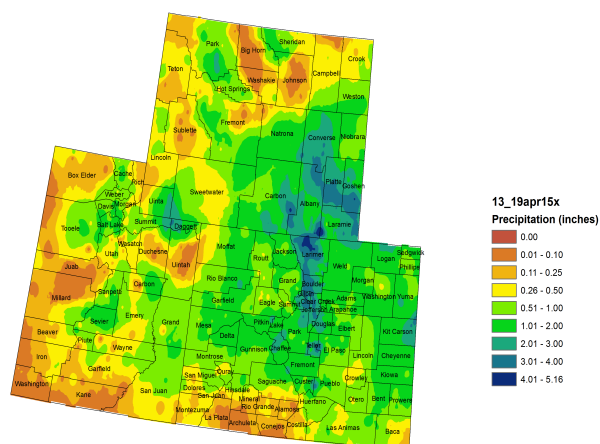 Park
Big Horn
Sheridan
Crook
Teton
Campbell
Washakie
Johnson
Hot Springs
Weston
Fremont
Sublette
Natrona
Converse
Niobrara
Lincoln
Platte
Goshen
Box Elder
Cache
Rich
Sweetwater
Carbon
Albany
Weber
Morgan
Davis
Uinta
Laramie
Salt Lake
Summit
Daggett
Tooele
Wasatch
Duchesne
Utah
Uintah
Moffat
Routt
Jackson
Larimer
Weld
Logan
Sedgwick
Phillips
Juab
Carbon
Rio Blanco
Grand
Boulder
Morgan
Millard
Sanpete
Garfield
Eagle
Summit
Gilpin
Clear Creek
Adams
Washington
Yuma
Jefferson
Arapahoe
Sevier
Emery
Grand
Mesa
Pitkin
Lake
Park
Douglas
Elbert
Kit Carson
Beaver
Piute
Wayne
Delta
Gunnison
Chaffee
Teller
El Paso
Lincoln
Cheyenne
Iron
Garfield
Montrose
Fremont
Kiowa
San Miguel
Ouray
Saguache
Custer
Pueblo
Crowley
Washington
Kane
San Juan
Dolores
San Juan
Hinsdale
Mineral
Huerfano
Otero
Bent
Prowers
Montezuma
La Plata
Rio Grande
Alamosa
Archuleta
Conejos
Costilla
Las Animas
Baca
13_19apr15x
Precipitation (inches)
0.00
0.01 - 0.10
0.11 - 0.25
0.26 - 0.50
0.51 - 1.00
1.01 - 2.00
2.01 - 3.00
3.01 - 4.00
4.01 - 5.16